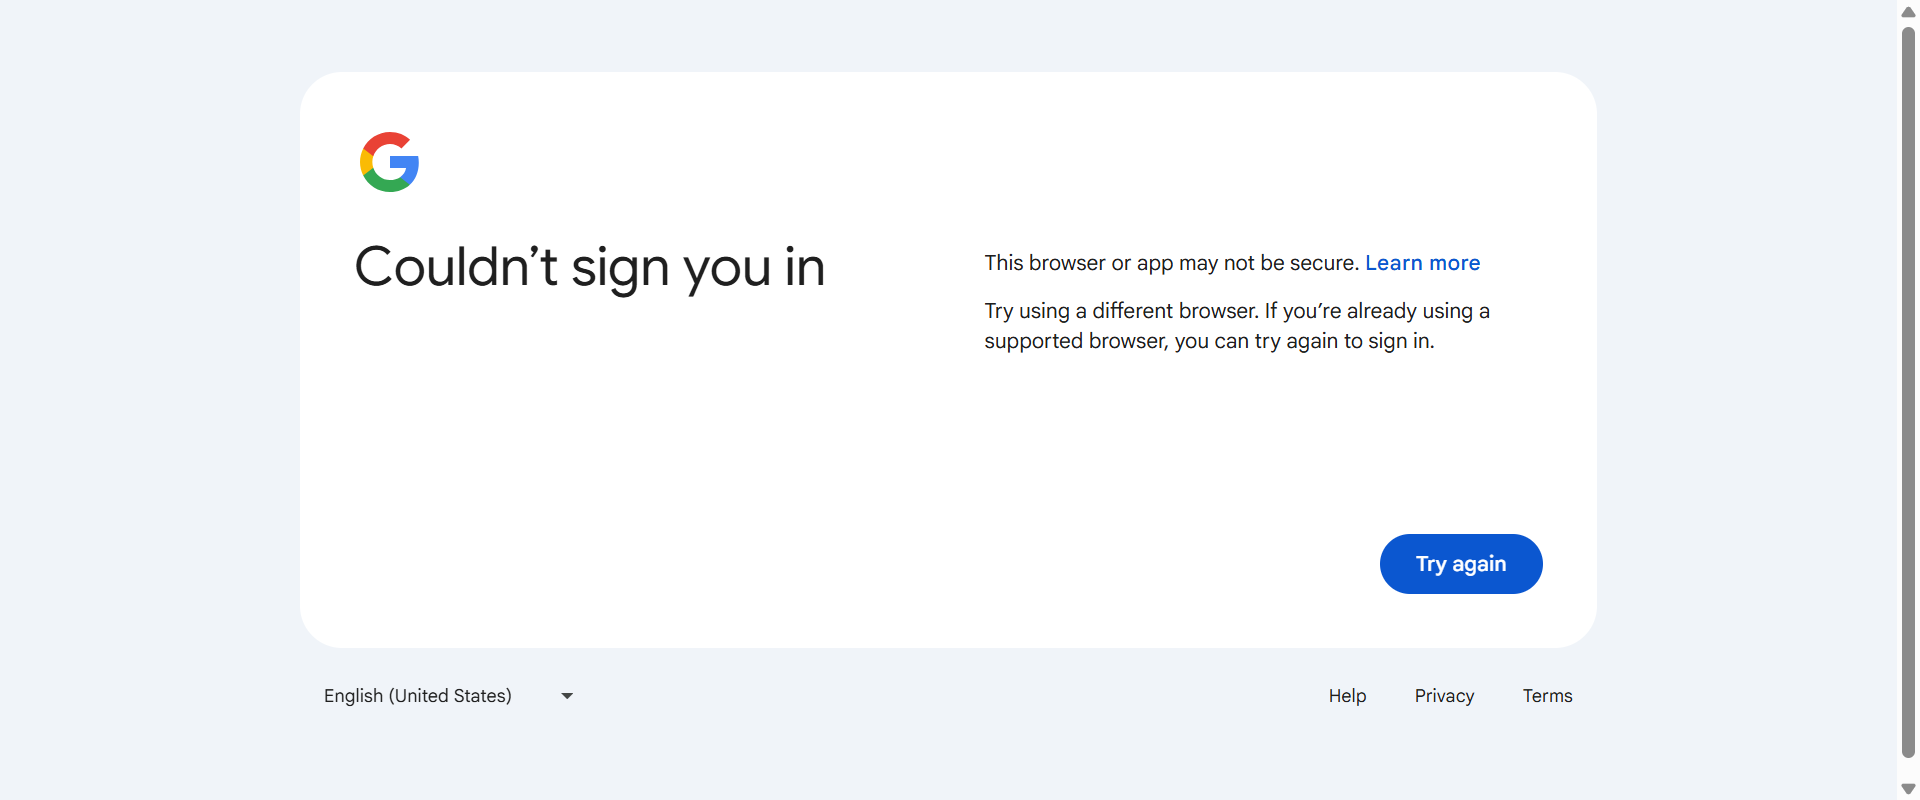 Couldn’t sign you in
This browser or app may not be secure. Learn more
Try using a different browser. If you’re already using a
supported browser, you can try again to sign in.
Try again
English (United States)
Help Privacy Terms